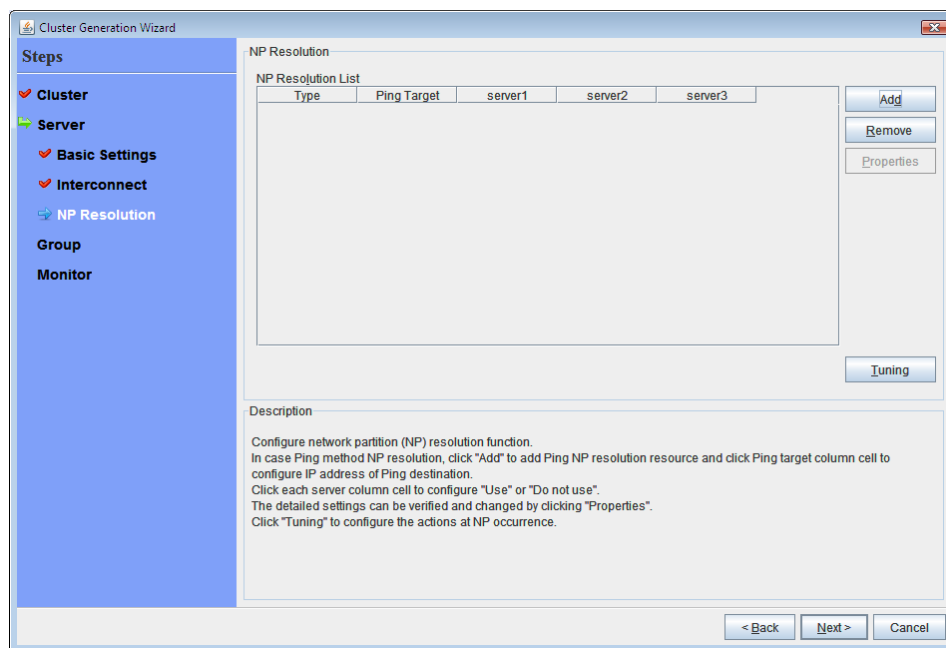 Cluster Generation Wizard
Steps
Cluster
Server
Basic Settings
Interconnect
NP Resolution
Group
Monitor
NP Resolution
NP Resolution List
Type Ping Target server1 server2 server3
Add
Remove
Properties
Tuning
Description
Configure network partition (NP) resolution function.
In case Ping method NP resolution, click "Add" to add Ping NP resolution resource and click Ping target column cell to
configure IP address of Ping destination.
Click each server column cell to configure "Use" or "Do not use".
The detailed settings can be verified and changed by clicking "Properties".
Click "Tuning" to configure the actions at NP occurrence.
< Back Next > Cancel